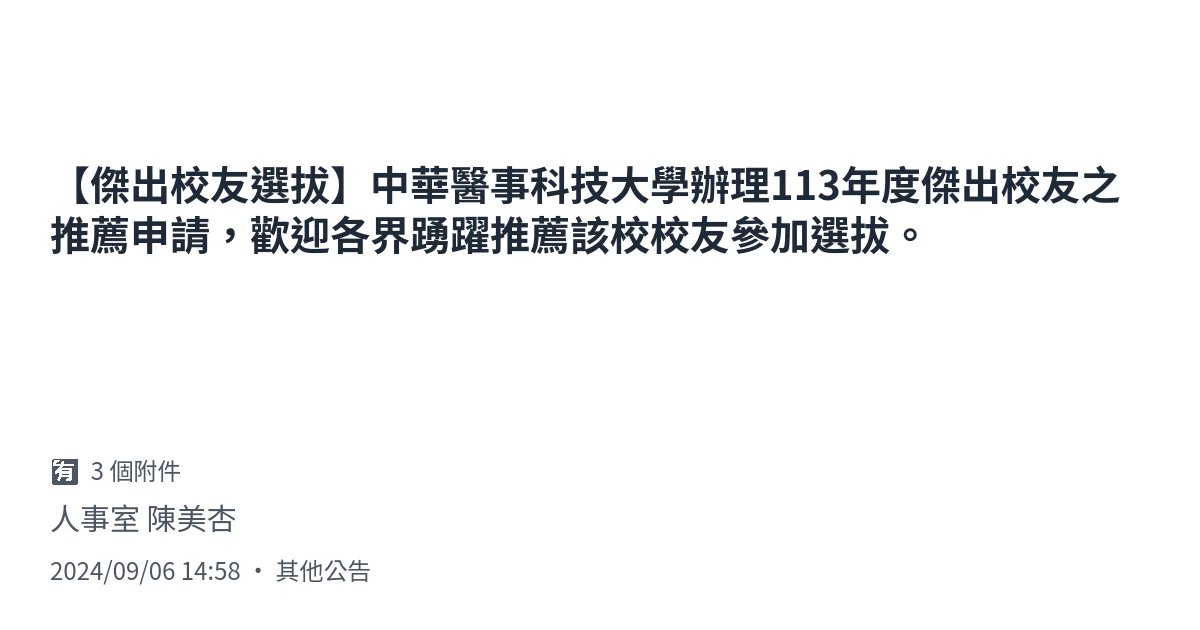 【傑出校友選拔】中華醫事科技大學辦理113年度傑出校友之
推薦申請，歡迎各界踴躍推薦該校校友參加選拔。
🈶 3 個附件
人事室 陳美杏
2024/09/06 14:58 · 其他公告